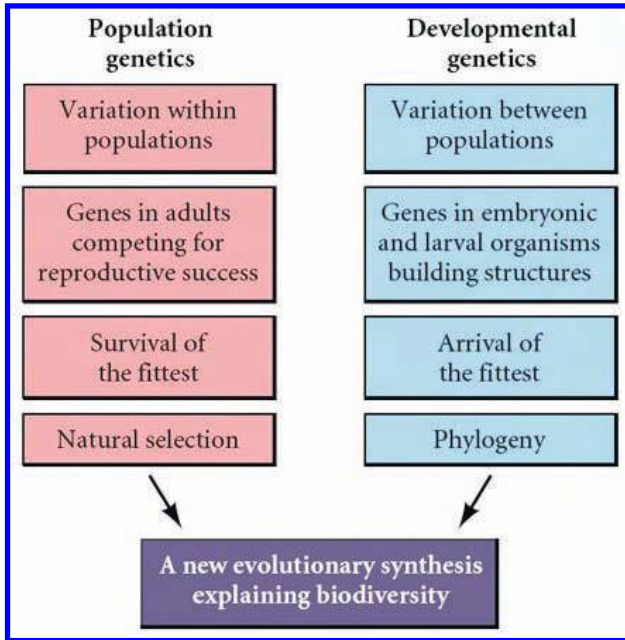 Population
genetics
Variation within
populations
Genes in adults
competing for
reproductive success
Survival of
the fittest
Natural selection
Developmental
genetics
Variation between
populations
Genes in embryonic
and larval organisms
building structures
Arrival of
the fittest
Phylogeny
A new evolutionary synthesis
explaining biodiversity